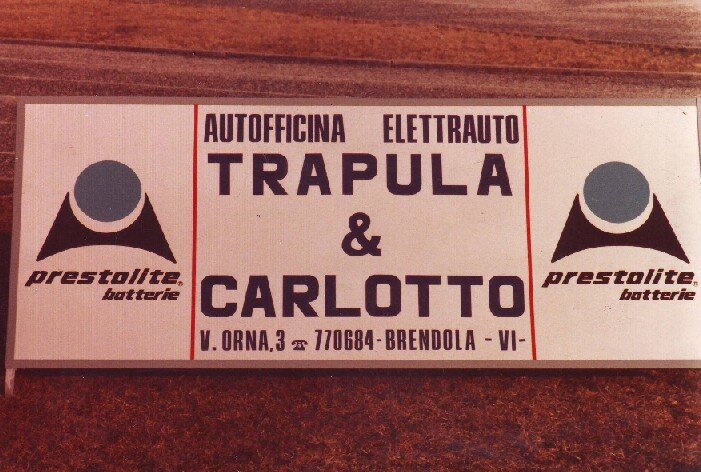 AUTOFFICINA ELETTRAUTO
TRAPULA
&
CARLOTTO
V. ORNA,3 ☎ 770684-BRENDOLA - VI-
prestolite®
batterie
prestolite®
batterie